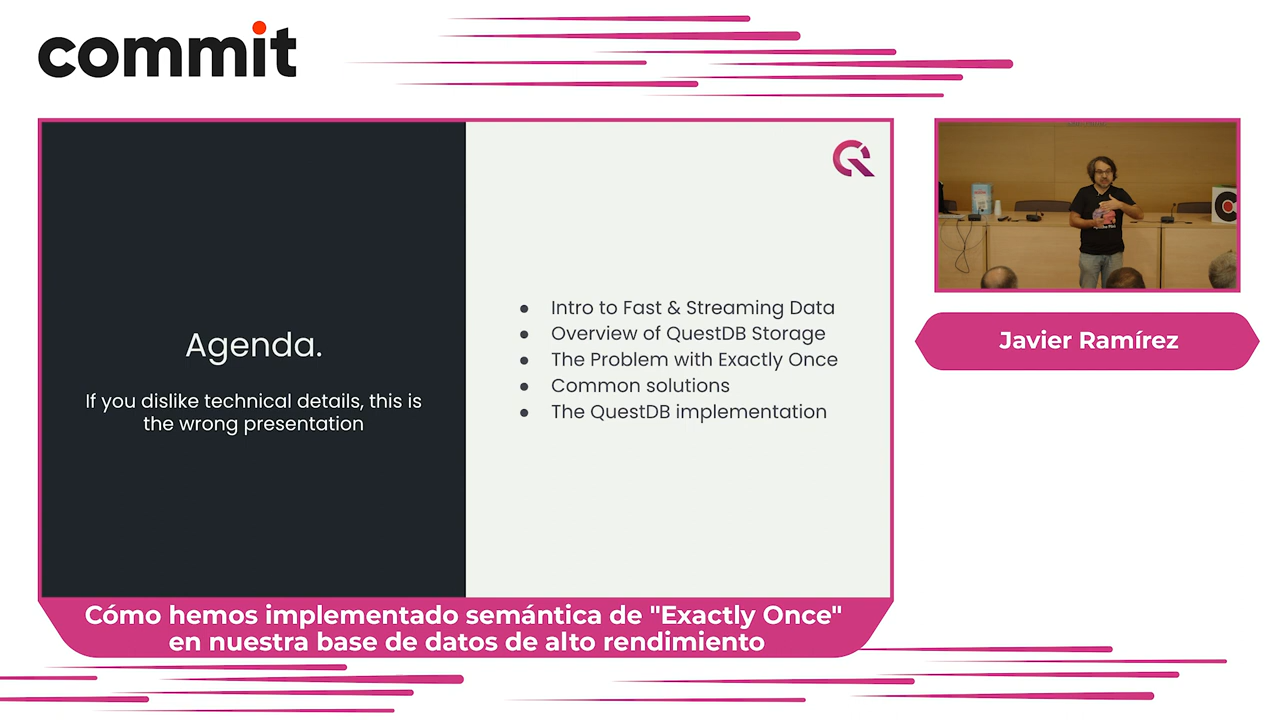 commit
Agenda.
If you dislike technical details, this is
the wrong presentation
● Intro to Fast & Streaming Data
● Overview of QuestDB Storage
● The Problem with Exactly Once
● Common solutions
● The QuestDB implementation
Javier Ramírez
Cómo hemos implementado semántica de "Exactly Once"
en nuestra base de datos de alto rendimiento